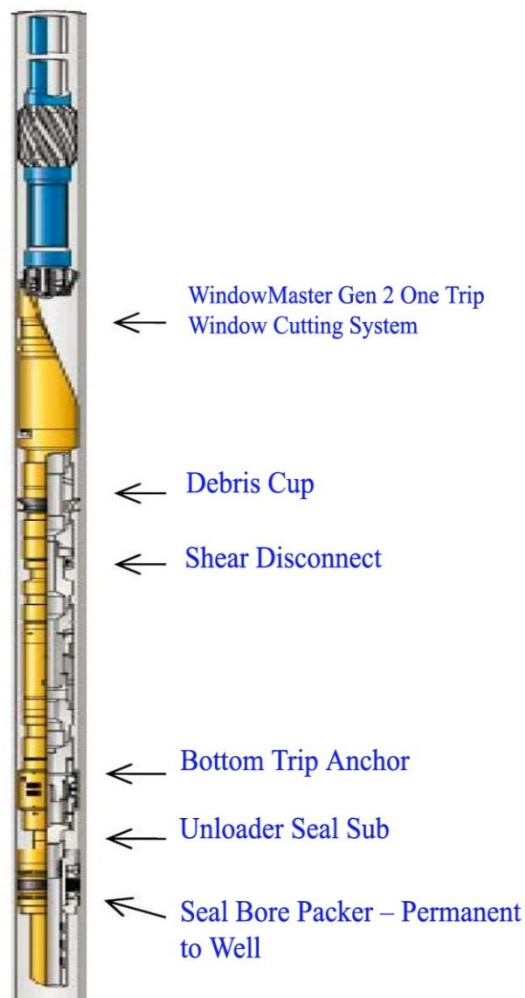 WindowMaster Gen 2 One Trip
Window Cutting System
Debris Cup
Shear Disconnect
Bottom Trip Anchor
Unloader Seal Sub
Seal Bore Packer – Permanent
to Well